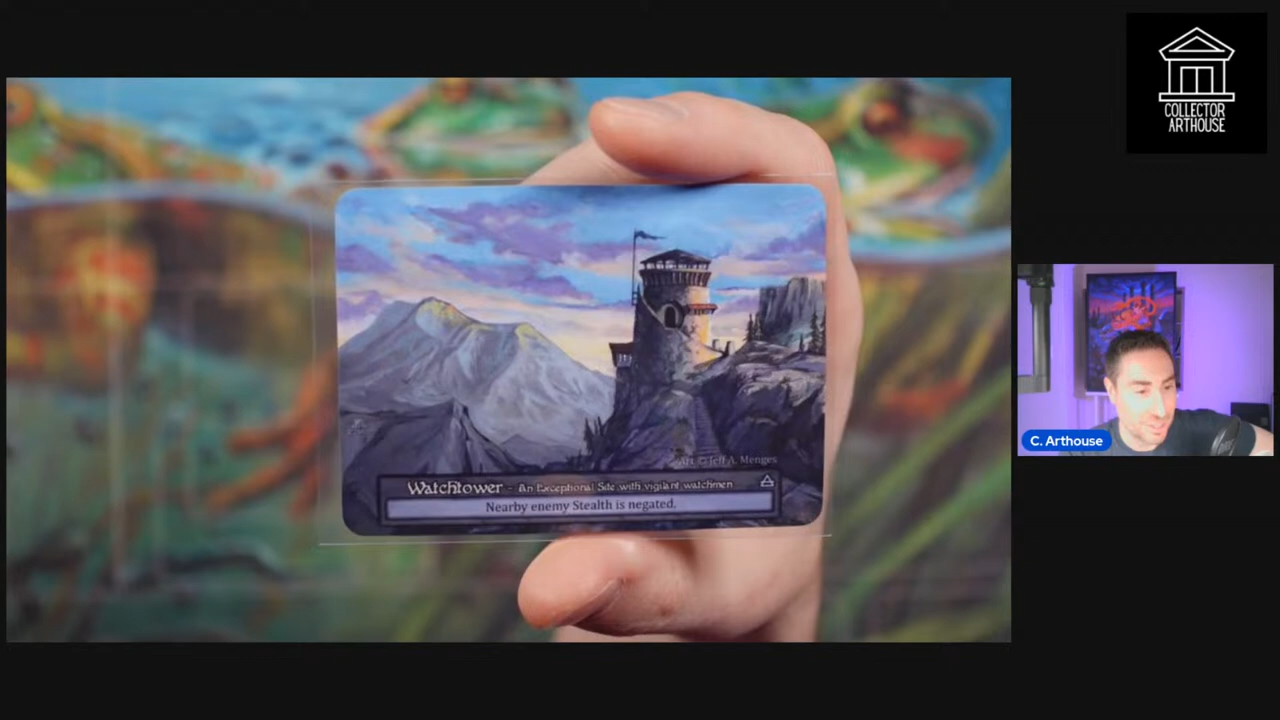 COLLECTOR
ARTHOUSE
Art © Jeff A. Menges
Watchtower - An Exceptional Site with vigilant watchmen
Nearby enemy Stealth is negated.
C. Arthouse